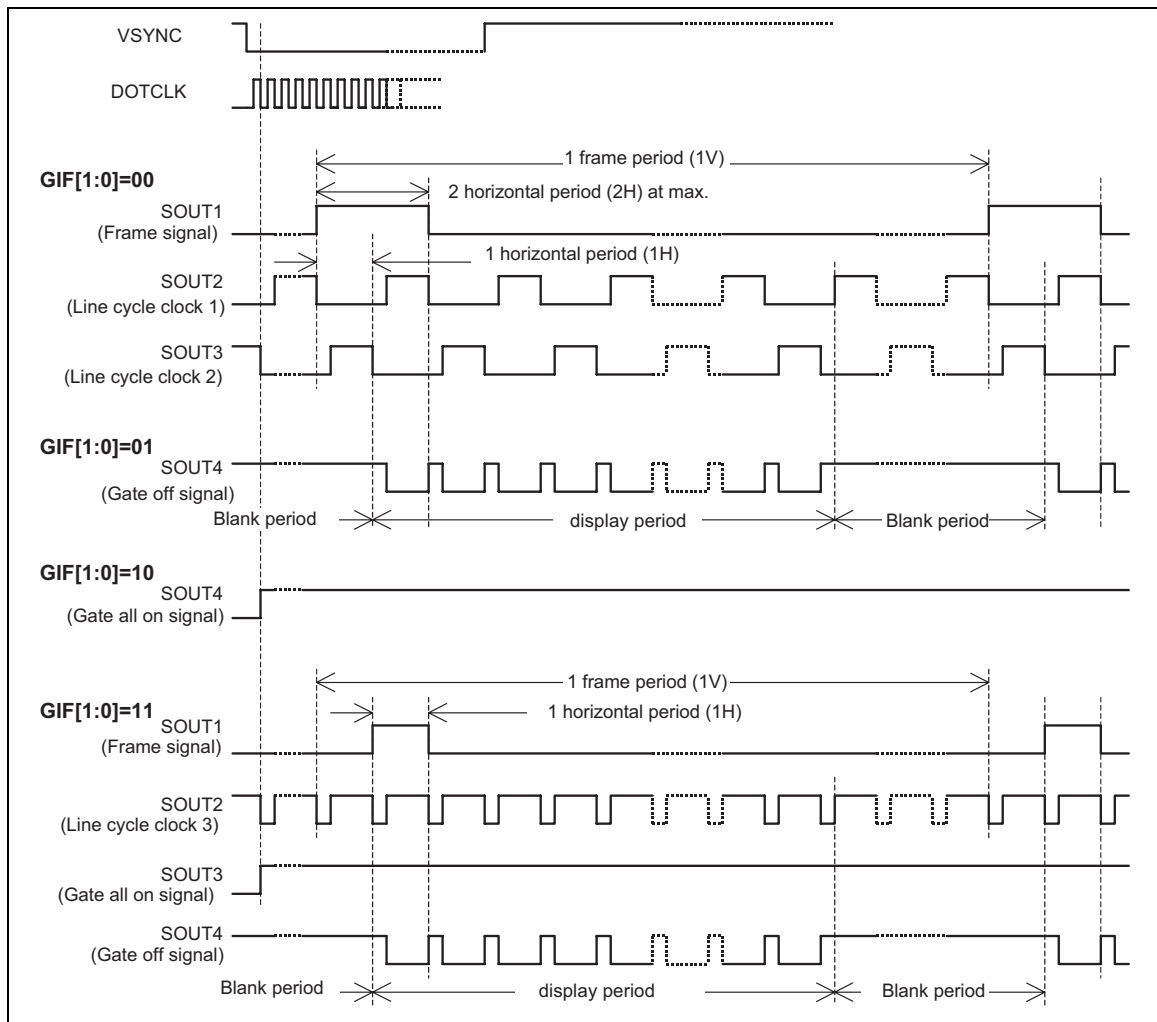 VSYNC
DOTCLK
1 frame period (1V)
GIF[1:0]=00
2 horizontal period (2H) at max.
SOUT1
(Frame signal)
1 horizontal period (1H)
SOUT2
(Line cycle clock 1)
SOUT3
(Line cycle clock 2)
GIF[1:0]=01
SOUT4
(Gate off signal)
Blank period
display period
Blank period
GIF[1:0]=10
SOUT4
(Gate all on signal)
1 frame period (1V)
GIF[1:0]=11
1 horizontal period (1H)
SOUT1
(Frame signal)
SOUT2
(Line cycle clock 3)
SOUT3
(Gate all on signal)
SOUT4
(Gate off signal)
Blank period
display period
Blank period